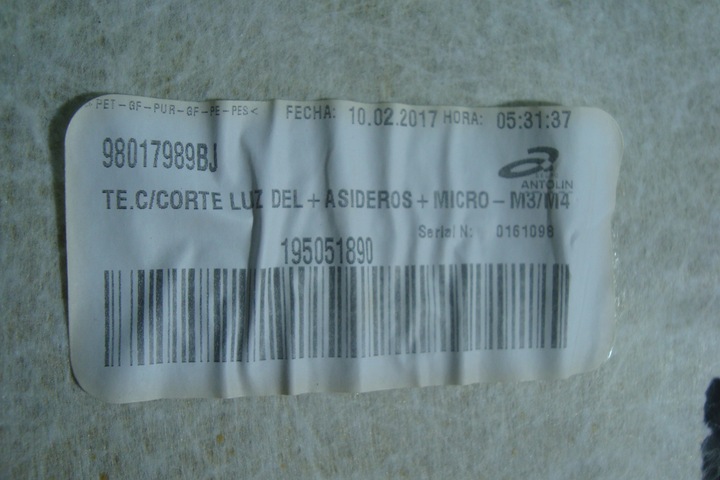 >PET-GF-PUR-GF-PE-PES< FECHA: 10.02.2017 HORA: 05:31:37
98017989BJ
ANTOLIN
TE.C/CORTE LUZ DEL+ASIDEROS+MICRO-M3/M4
Serial N: 0161098
195051890